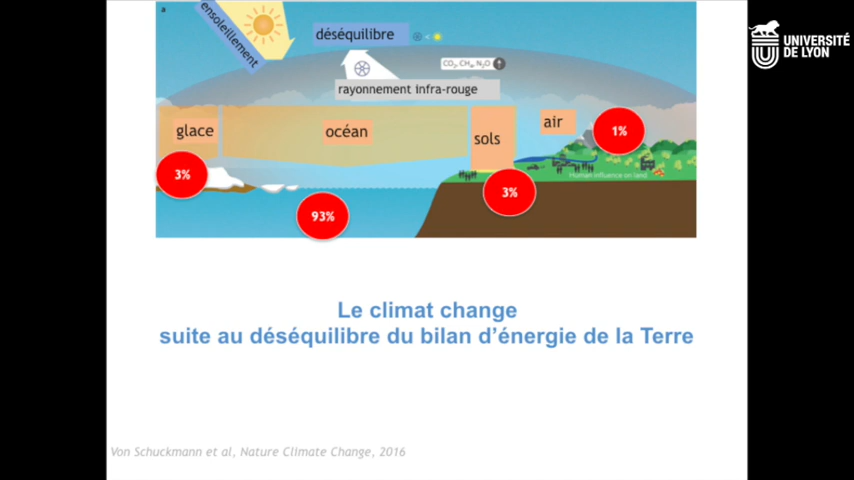 a
ensoleillement
déséquilibre
CO₂, CH₄, N₂O
rayonnement infra-rouge
glace
océan
sols
air
1%
3%
3%
93%
Human influence on land
Le climat change
suite au déséquilibre du bilan d’énergie de la Terre
Von Schuckmann et al, Nature Climate Change, 2016
UNIVERSITÉ
DE LYON